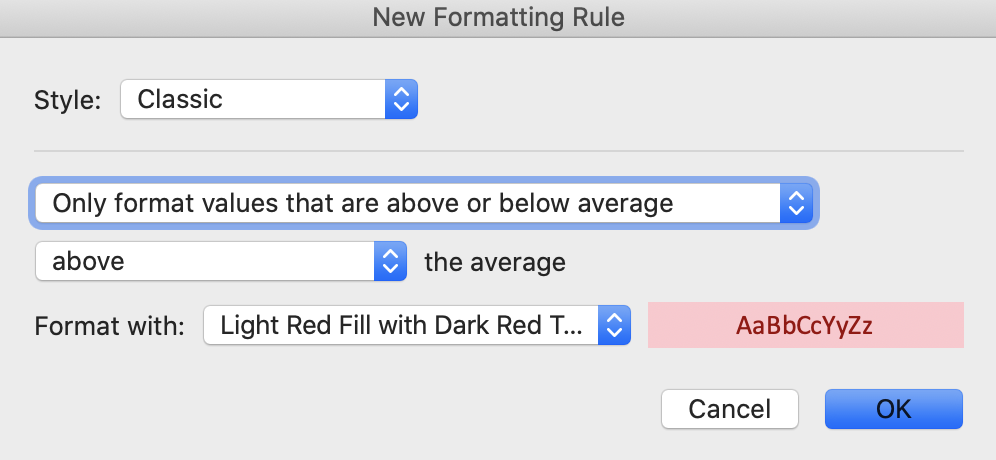 New Formatting Rule
Style: Classic
Only format values that are above or below average
above the average
Format with: Light Red Fill with Dark Red T... AaBbCcYyZz
Cancel OK